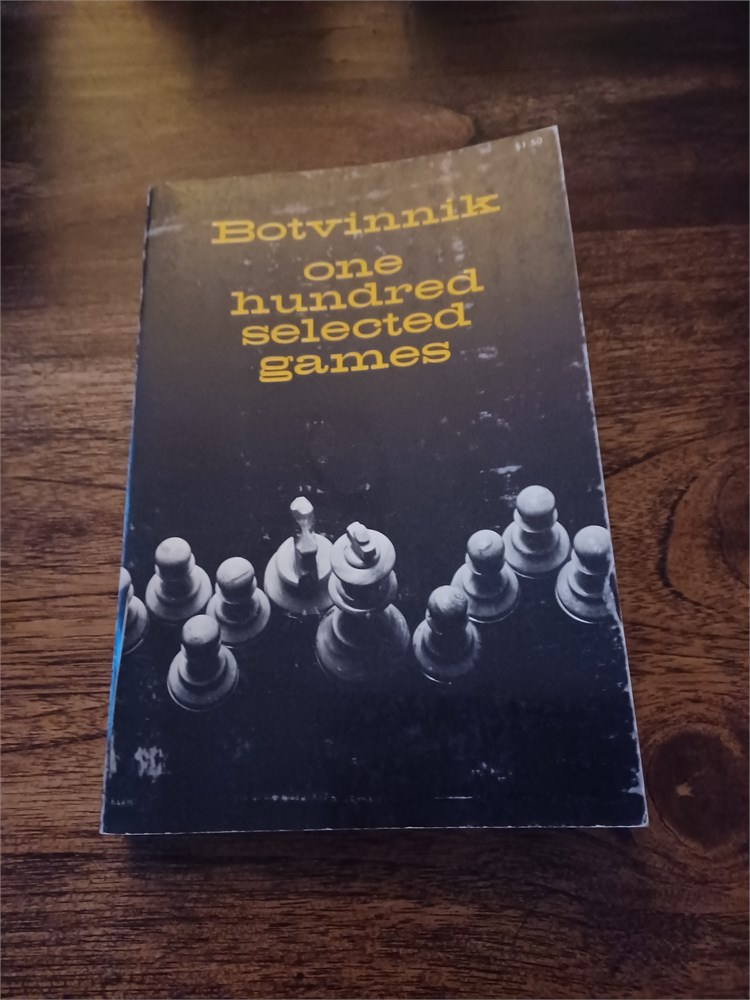 $1.50
Botvinnik
one
hundred
selected
games